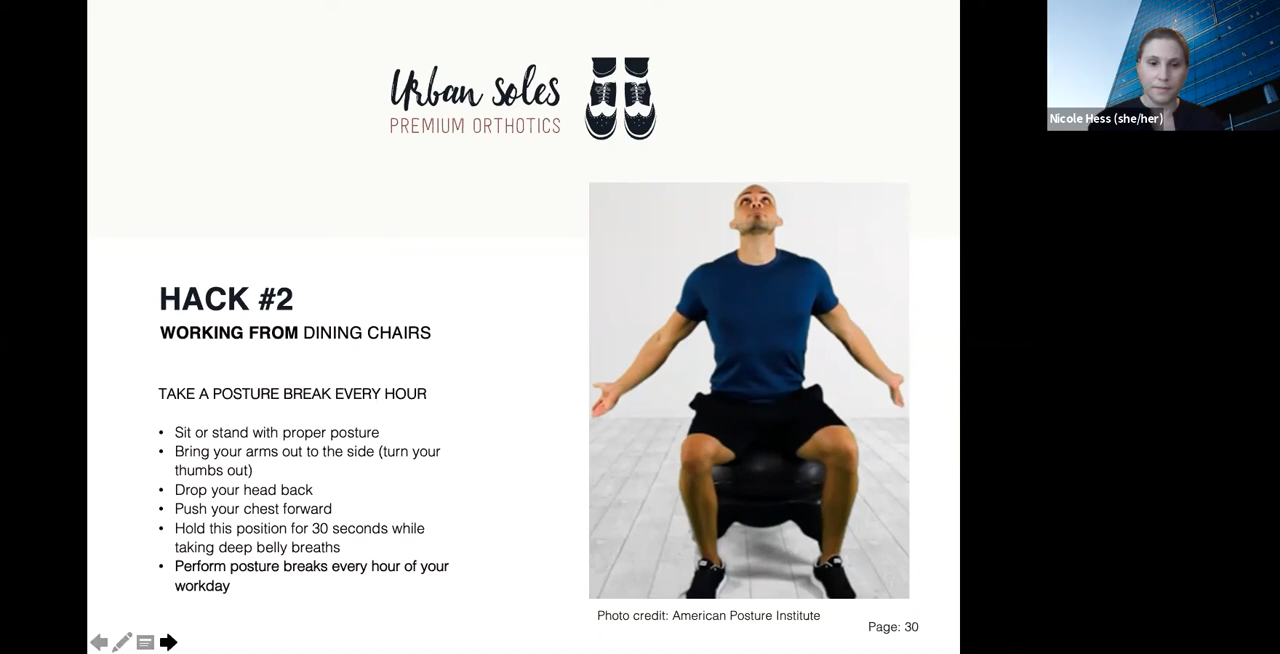 Urban soles
PREMIUM ORTHOTICS
Nicole Hess (she/her)
HACK #2
WORKING FROM DINING CHAIRS
TAKE A POSTURE BREAK EVERY HOUR
• Sit or stand with proper posture
• Bring your arms out to the side (turn your
thumbs out)
• Drop your head back
• Push your chest forward
• Hold this position for 30 seconds while
taking deep belly breaths
• Perform posture breaks every hour of your
workday
Photo credit: American Posture Institute
Page: 30